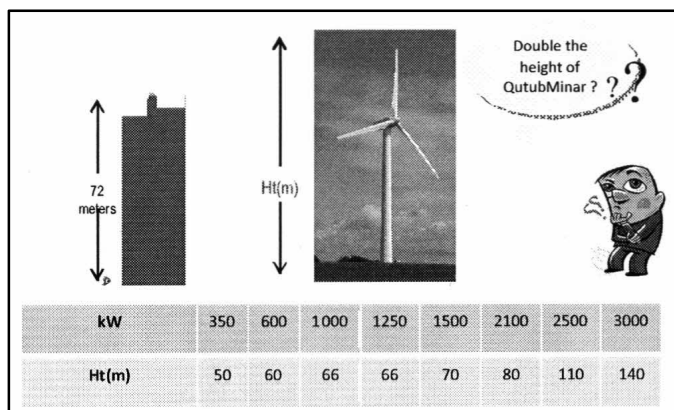 Double the
height of
QutubMinar ? ? ?
72
meters
Ht(m)
kW 350 600 1000 1250 1500 2100 2500 3000
Ht(m) 50 60 66 66 70 80 110 140